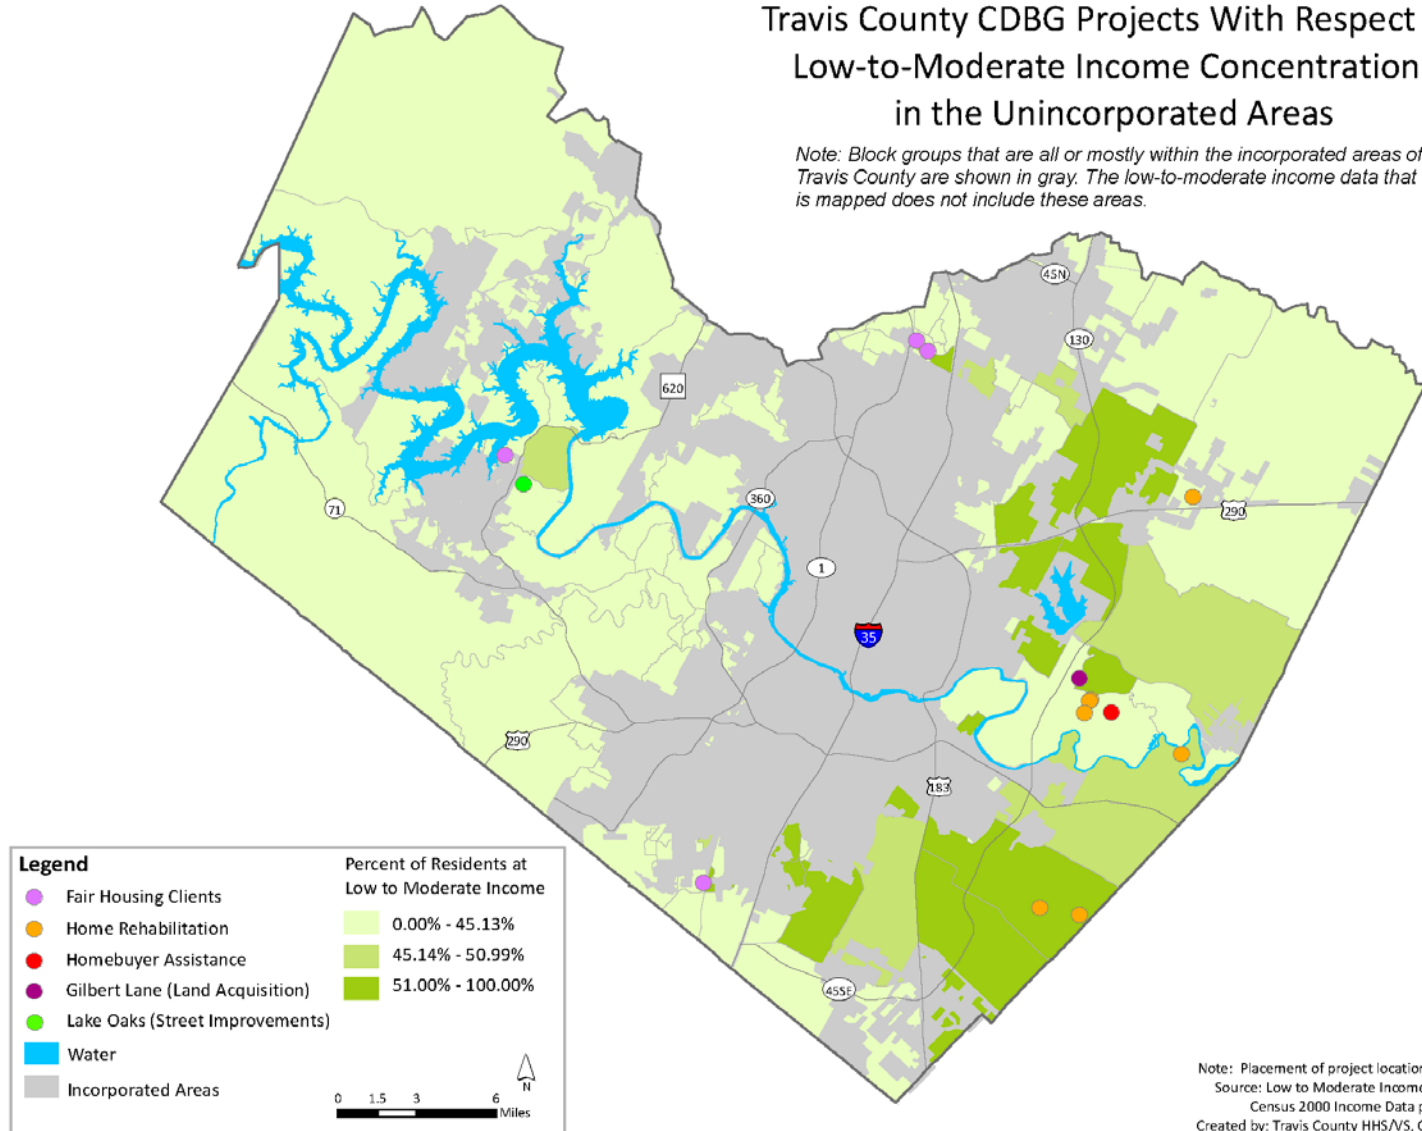 Travis County CDBG Projects With Respect
Low-to-Moderate Income Concentration
in the Unincorporated Areas
Note: Block groups that are all or mostly within the incorporated areas of
Travis County are shown in gray. The low-to-moderate income data that
is mapped does not include these areas.
45N
130
620
71
360
290
1
35
290
183
45SE
Legend
Fair Housing Clients
Home Rehabilitation
Homebuyer Assistance
Gilbert Lane (Land Acquisition)
Lake Oaks (Street Improvements)
Water
Incorporated Areas
Percent of Residents at
Low to Moderate Income
0.00% - 45.13%
45.14% - 50.99%
51.00% - 100.00%
N
0 1.5 3 6
Miles
Note: Placement of project location
Source: Low to Moderate Income
Census 2000 Income Data
Created by: Travis County HHS/VS,